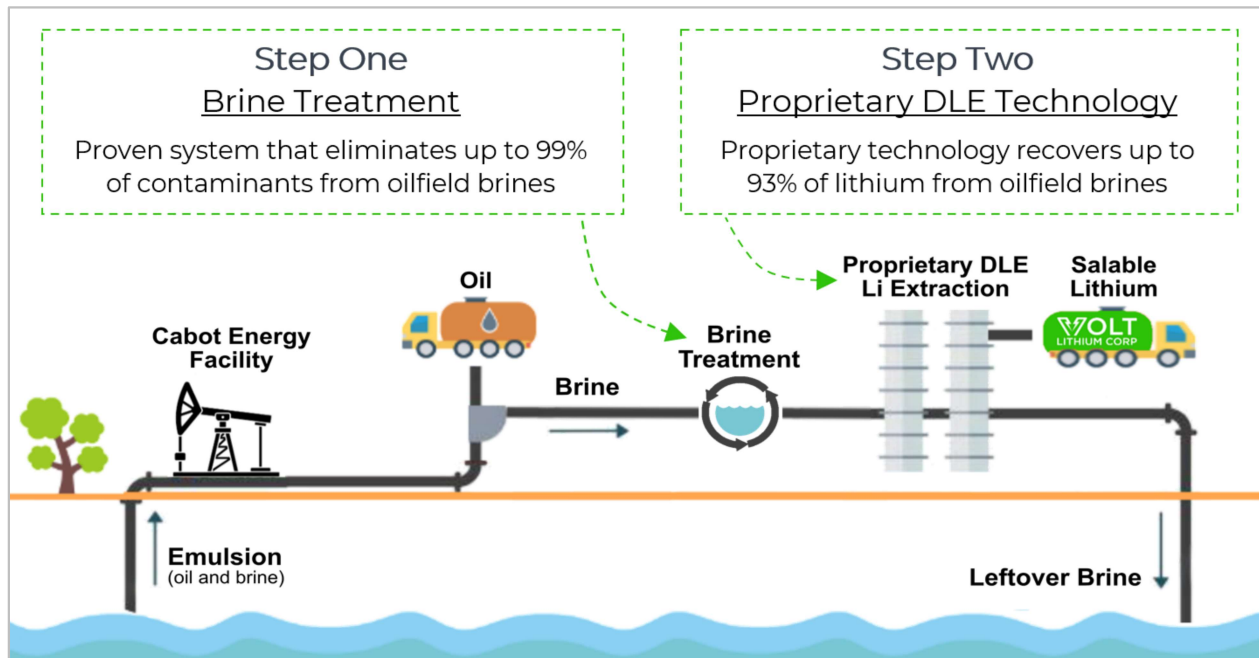 Step One
Brine Treatment
Proven system that eliminates up to 99%
of contaminants from oilfield brines
Step Two
Proprietary DLE Technology
Proprietary technology recovers up to
93% of lithium from oilfield brines
Cabot Energy
Facility
Oil
Brine
Brine
Treatment
Proprietary DLE
Li Extraction
Salable
Lithium
VOLT
LITHIUM CORP
Emulsion
(oil and brine)
Leftover Brine